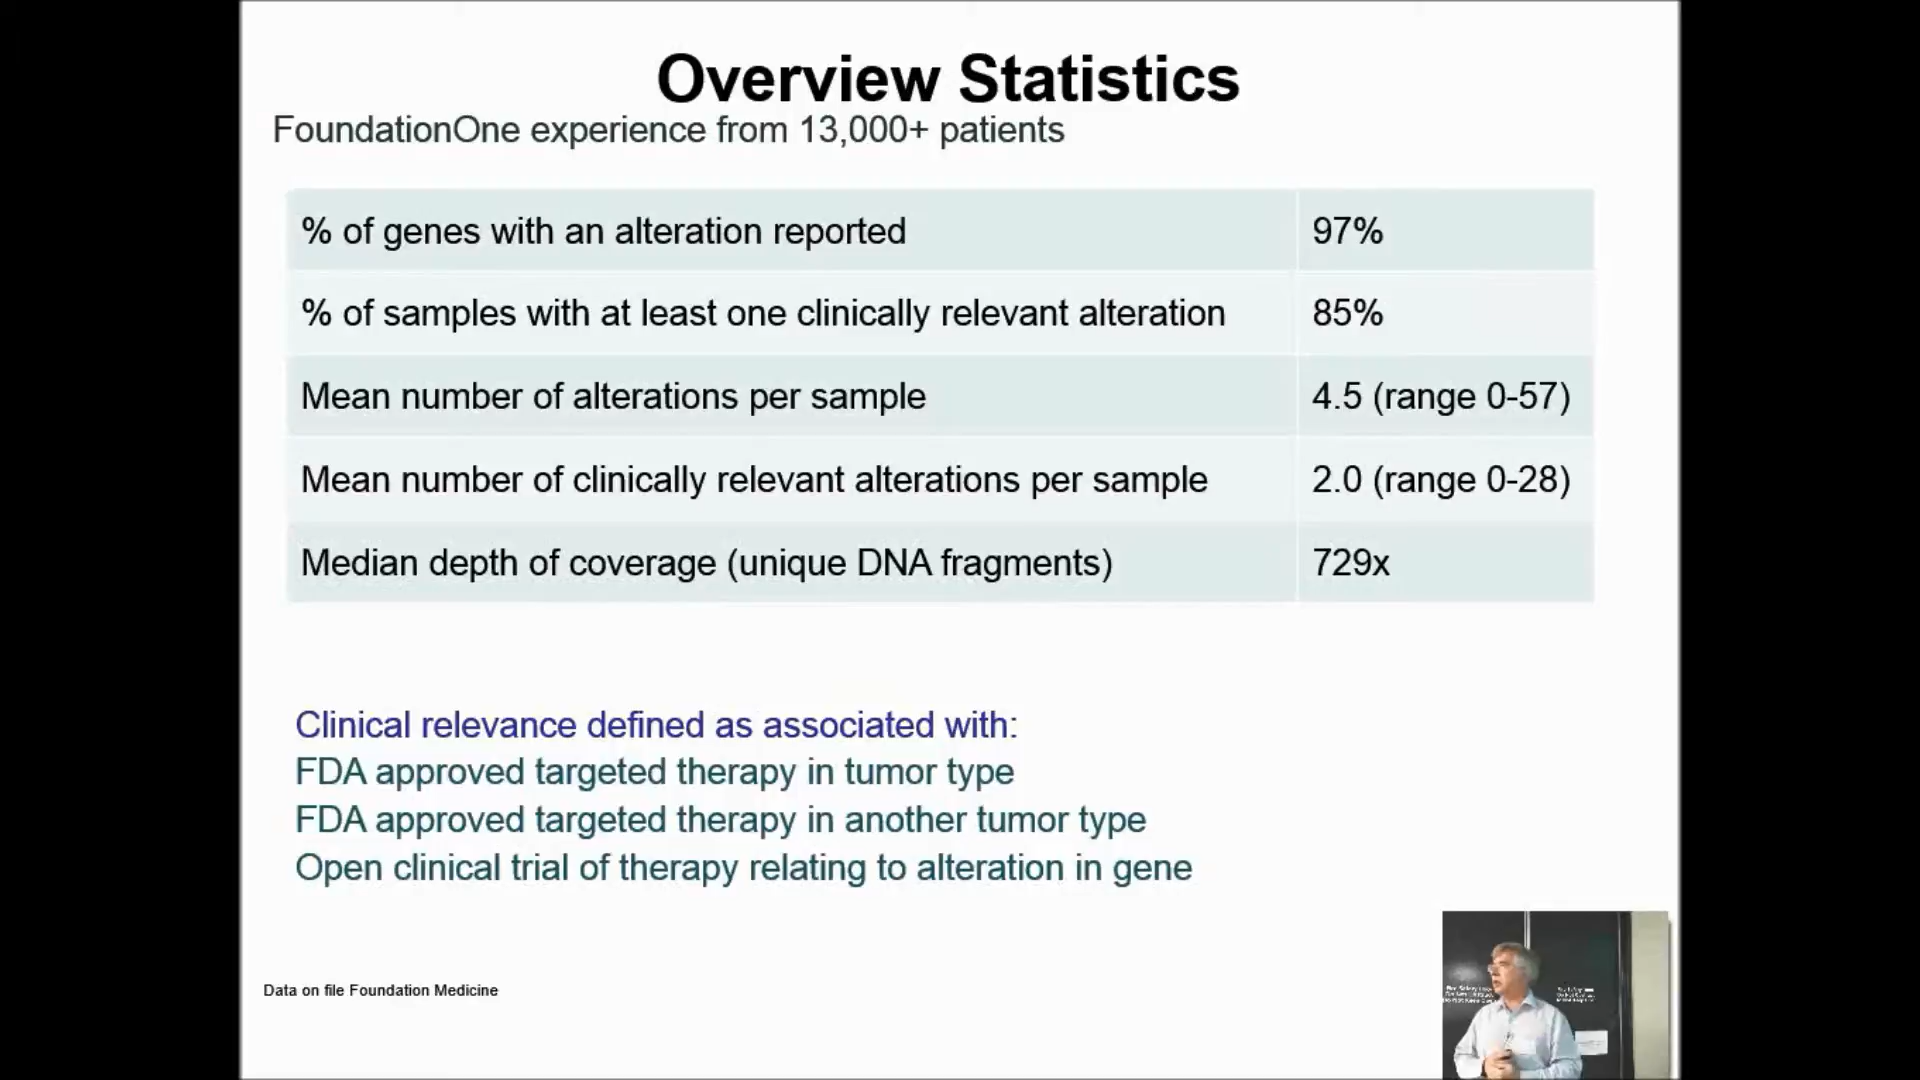 Overview Statistics
FoundationOne experience from 13,000+ patients
% of genes with an alteration reported 97%
% of samples with at least one clinically relevant alteration 85%
Mean number of alterations per sample 4.5 (range 0-57)
Mean number of clinically relevant alterations per sample 2.0 (range 0-28)
Median depth of coverage (unique DNA fragments) 729x
Clinical relevance defined as associated with:
FDA approved targeted therapy in tumor type
FDA approved targeted therapy in another tumor type
Open clinical trial of therapy relating to alteration in gene
Data on file Foundation Medicine